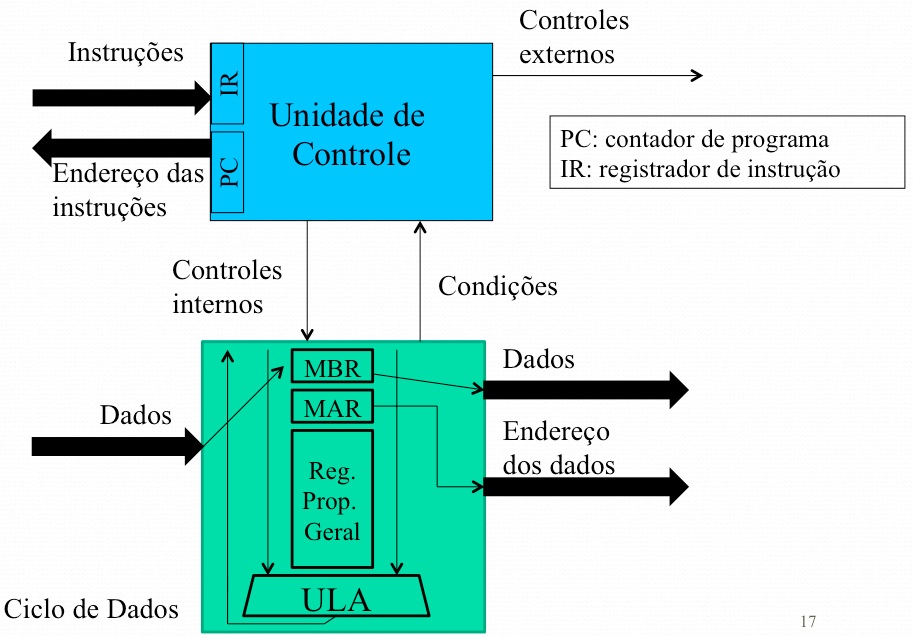 Controles
externos
Instruções
IR
Unidade de
Controle
PC: contador de programa
IR: registrador de instrução
PC
Endereço das
instruções
Controles
internos
Condições
MBR
Dados
MAR
Dados
Endereço
dos dados
Reg.
Prop.
Geral
ULA
Ciclo de Dados
17